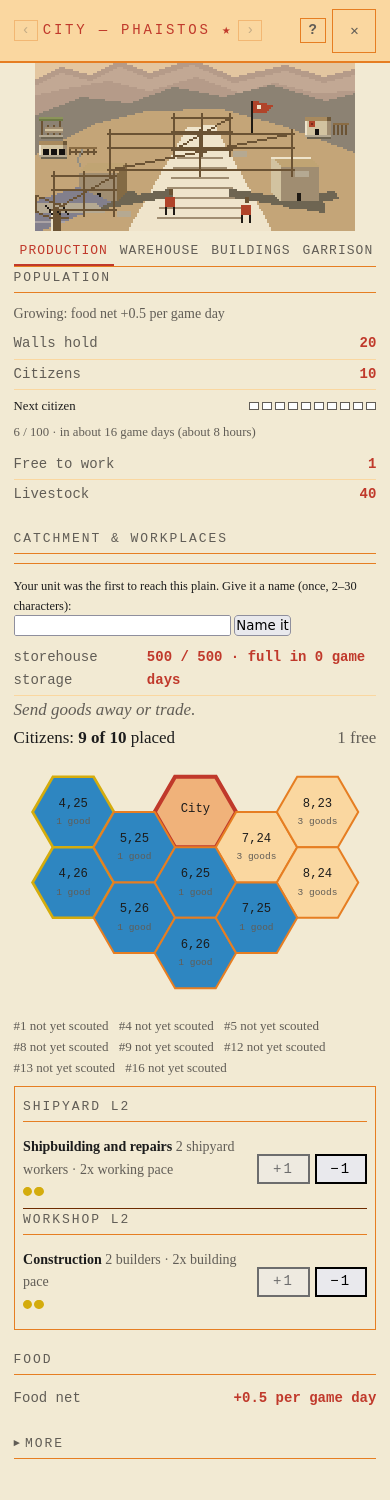 ‹ CITY — PHAISTOS ★ › ? ×
PRODUCTION WAREHOUSE BUILDINGS GARRISON
POPULATION
Growing: food net +0.5 per game day
Walls hold 20
Citizens 10
Next citizen
6 / 100 · in about 16 game days (about 8 hours)
Free to work 1
Livestock 40
CATCHMENT & WORKPLACES
Your unit was the first to reach this plain. Give it a name (once, 2–30
characters):
Name it
storehouse 500 / 500 · full in 0 game
storage days
Send goods away or trade.
Citizens: 9 of 10 placed 1 free
4,25 City 8,23
1 good 3 goods
5,25 7,24
1 good 3 goods
4,26 6,25 8,24
1 good 1 good 3 goods
5,26 7,25
1 good 1 good
6,26
1 good
#1 not yet scouted #4 not yet scouted #5 not yet scouted
#8 not yet scouted #9 not yet scouted #12 not yet scouted
#13 not yet scouted #16 not yet scouted
SHIPYARD L2
Shipbuilding and repairs 2 shipyard
workers · 2x working pace
+1 −1
WORKSHOP L2
Construction 2 builders · 2x building
pace
+1 −1
FOOD
Food net +0.5 per game day
▸ MORE